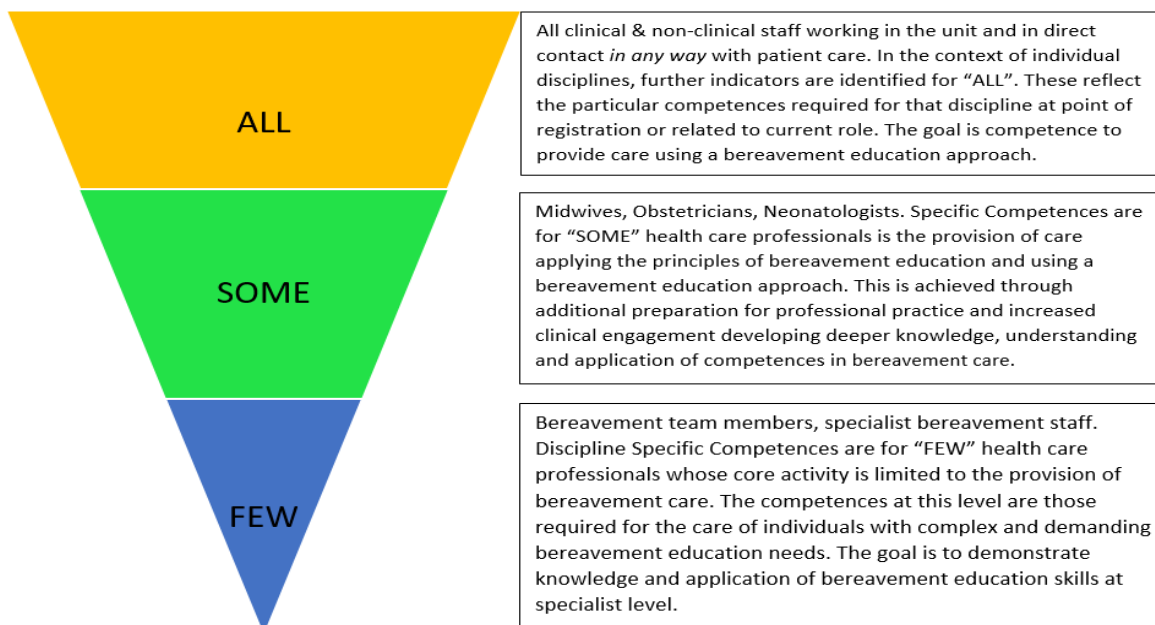 ALL
All clinical & non-clinical staff working in the unit and in direct
contact in any way with patient care. In the context of individual
disciplines, further indicators are identified for “ALL”. These reflect
the particular competences required for that discipline at point of
registration or related to current role. The goal is competence to
provide care using a bereavement education approach.
SOME
Midwives, Obstetricians, Neonatologists. Specific Competences are
for “SOME” health care professionals is the provision of care
applying the principles of bereavement education and using a
bereavement education approach. This is achieved through
additional preparation for professional practice and increased
clinical engagement developing deeper knowledge, understanding
and application of competences in bereavement care.
FEW
Bereavement team members, specialist bereavement staff.
Discipline Specific Competences are for “FEW” health care
professionals whose core activity is limited to the provision of
bereavement care. The competences at this level are those
required for the care of individuals with complex and demanding
bereavement education needs. The goal is to demonstrate
knowledge and application of bereavement education skills at
specialist level.